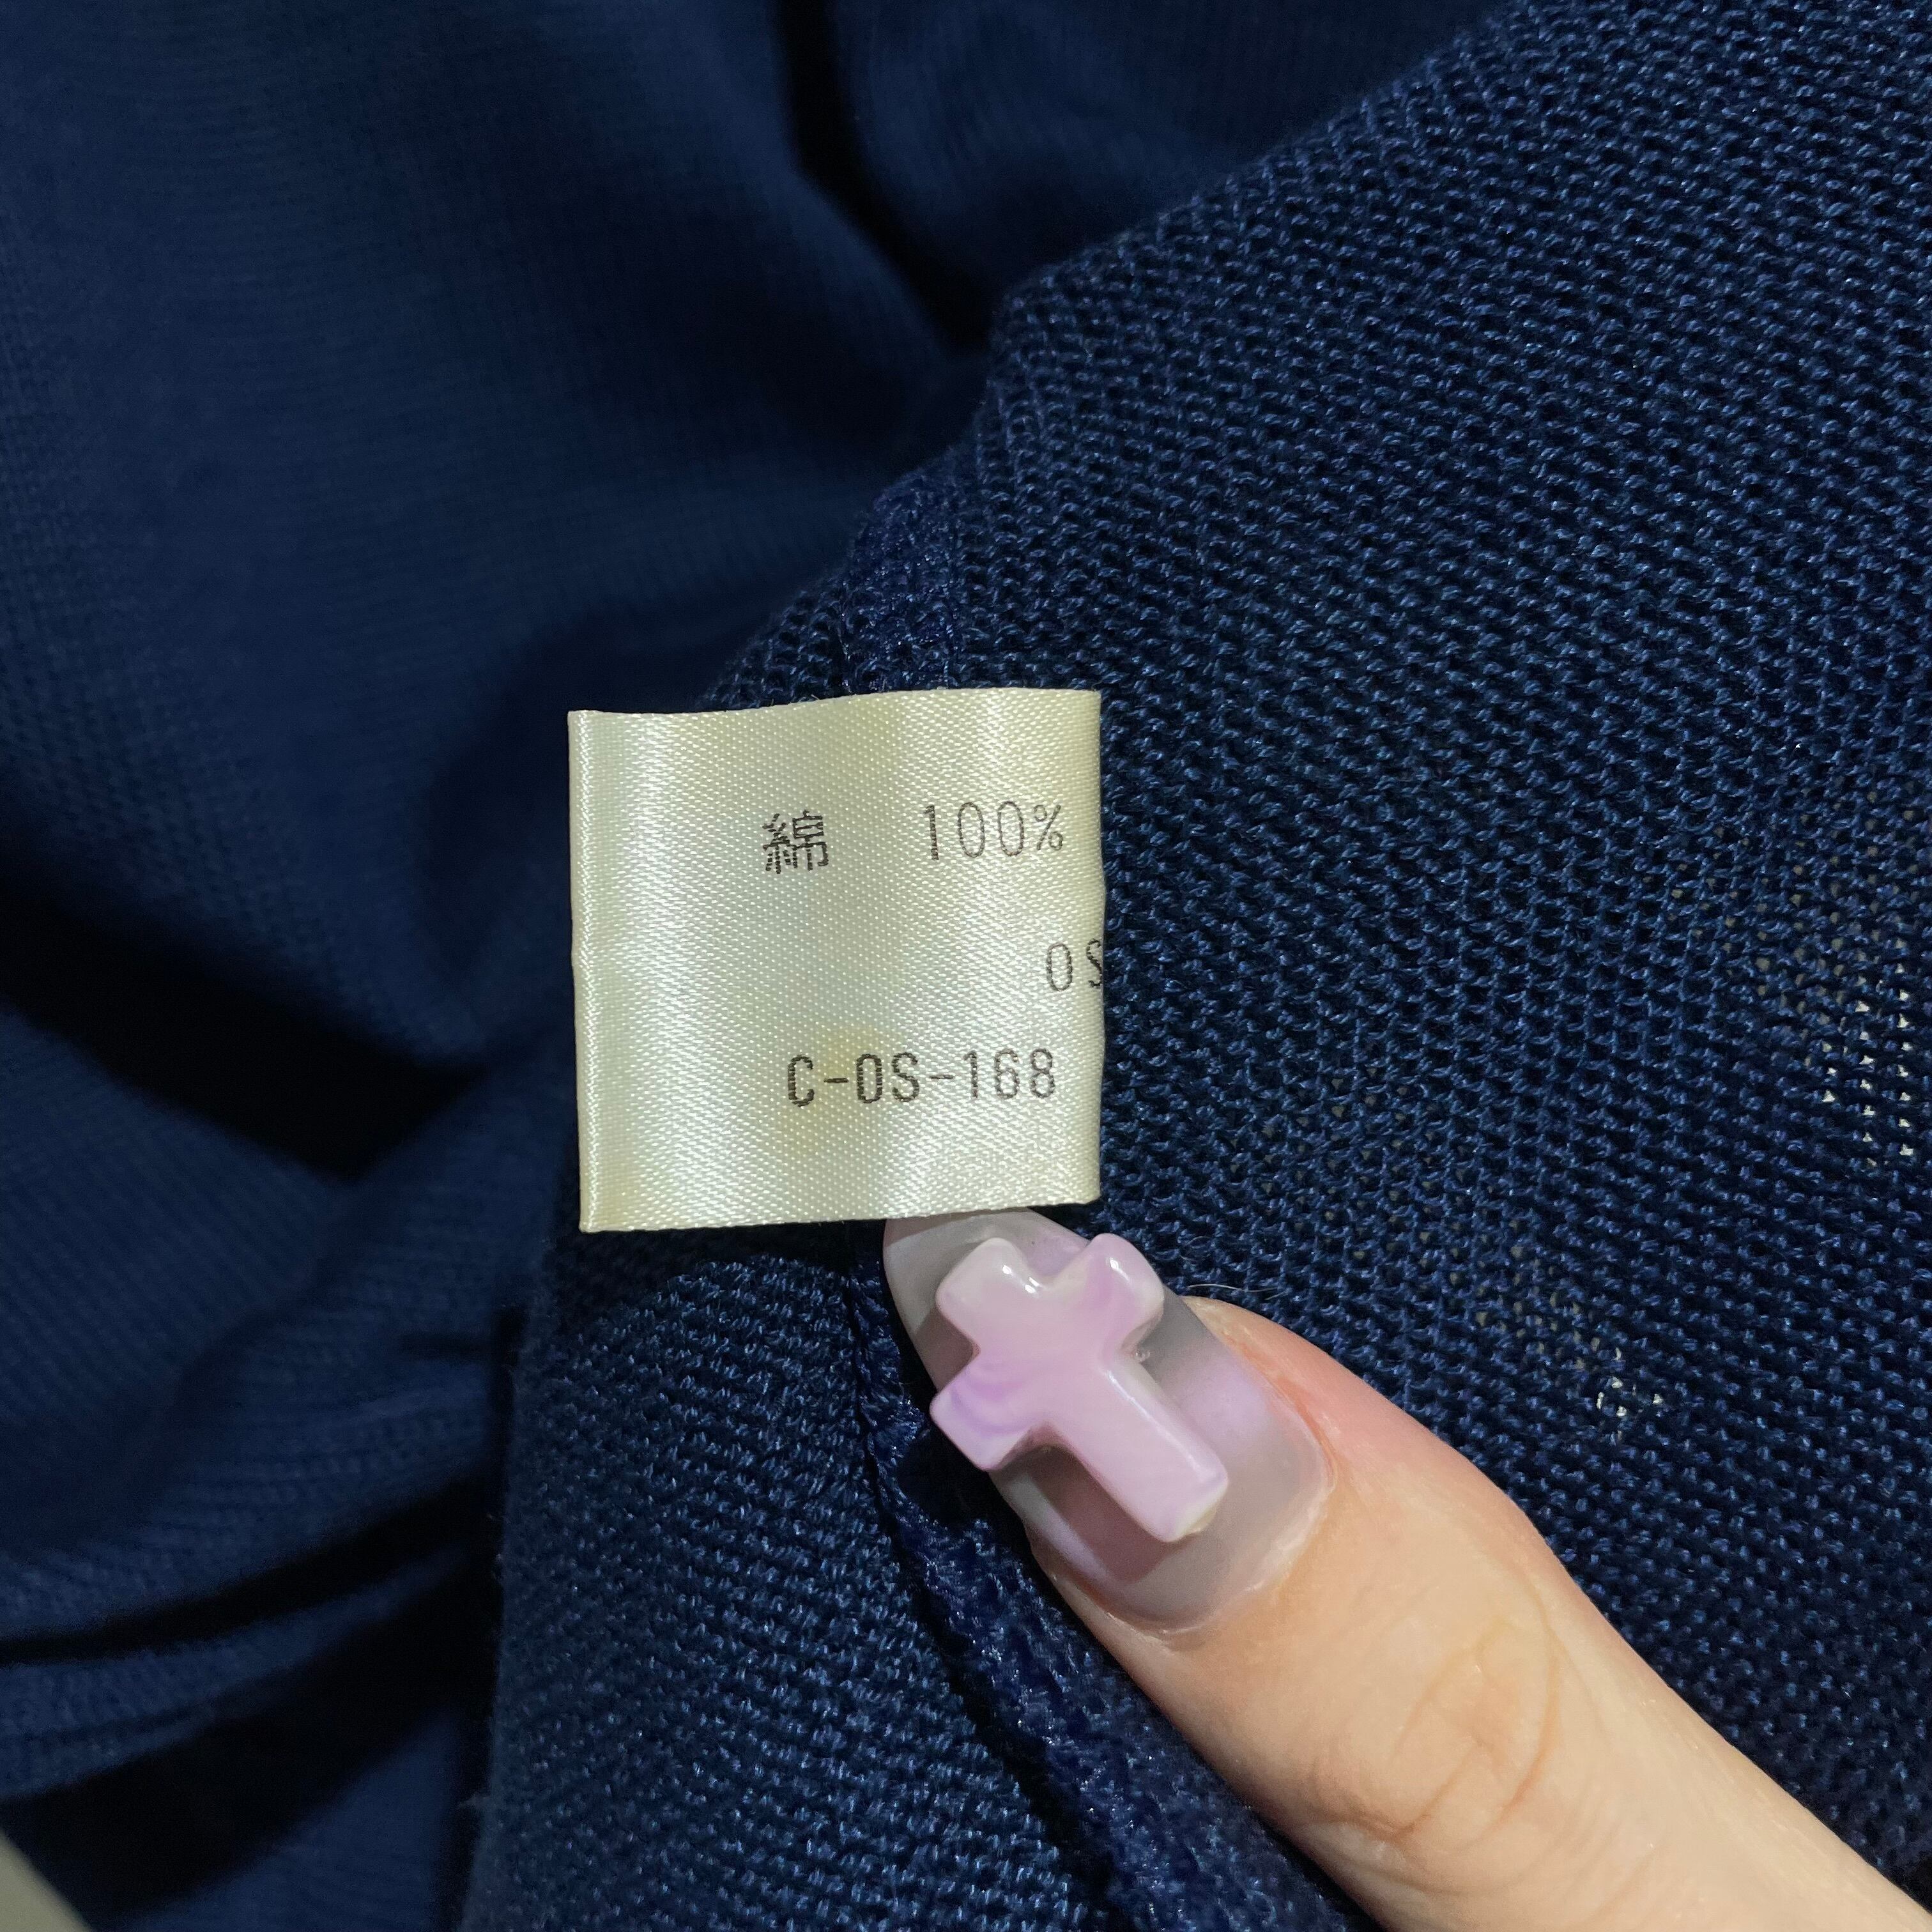 綿 100%
OS
C-OS-168